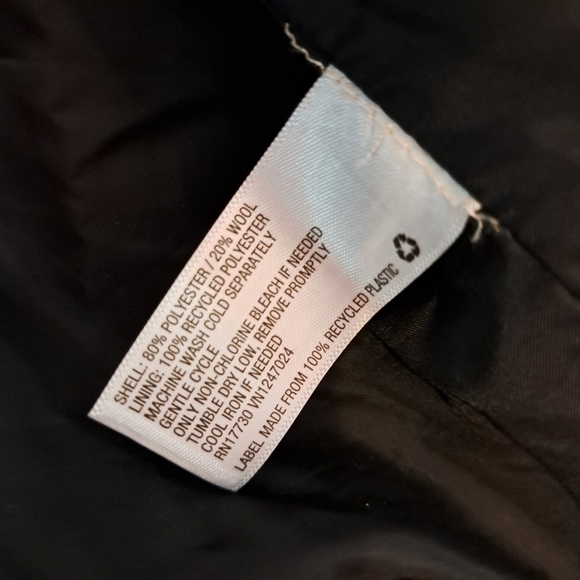 SHELL: 80% POLYESTER / 20% WOOL
LINING: 100% RECYCLED POLYESTER
MACHINE WASH COLD SEPARATELY
GENTLE CYCLE
ONLY NON-CHLORINE BLEACH IF NEEDED
TUMBLE DRY LOW. REMOVE PROMPTLY
COOL IRON IF NEEDED
RN17730 VN1247024
LABEL MADE FROM 100% RECYCLED PLASTIC